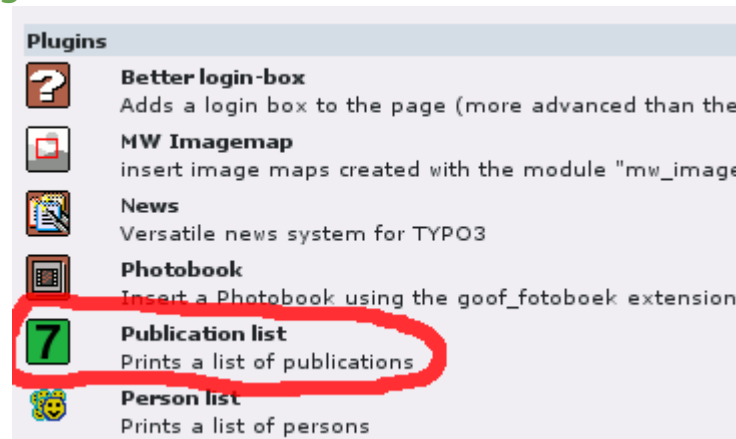 Plugins
Better login-box
Adds a login box to the page (more advanced than the
MW Imagemap
insert image maps created with the module "mw_image
News
Versatile news system for TYPO3
Photobook
Insert a Photobook using the goof_fotoboek extension
7
Publication list
Prints a list of publications
Person list
Prints a list of persons